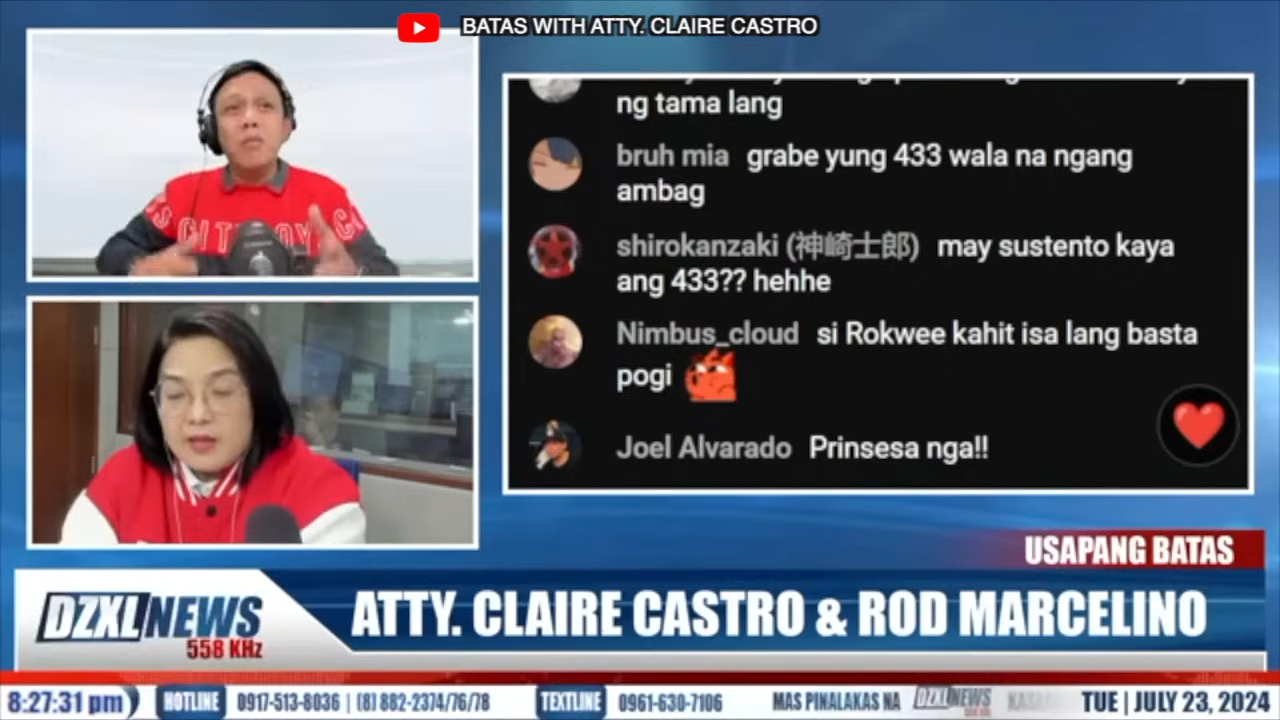 BATAS WITH ATTY. CLAIRE CASTRO
ng tama lang
bruh mia grabe yung 433 wala na ngang
ambag
shirokanzaki (神崎士郎) may sustento kaya
ang 433?? hehhe
Nimbus_cloud si Rokwee kahit isa lang basta
pogi
Joel Alvarado Prinsesa nga!!
USAPANG BATAS
DZXL NEWS
558 KHz
ATTY. CLAIRE CASTRO & ROD MARCELINO
8:27:31 pm HOTLINE 0917-513-8036 | (8) 882-2374/76/78 TEXTLINE 0961-630-7106 MAS PINALAKAS NA DZXL NEWS TUE | JULY 23, 2024